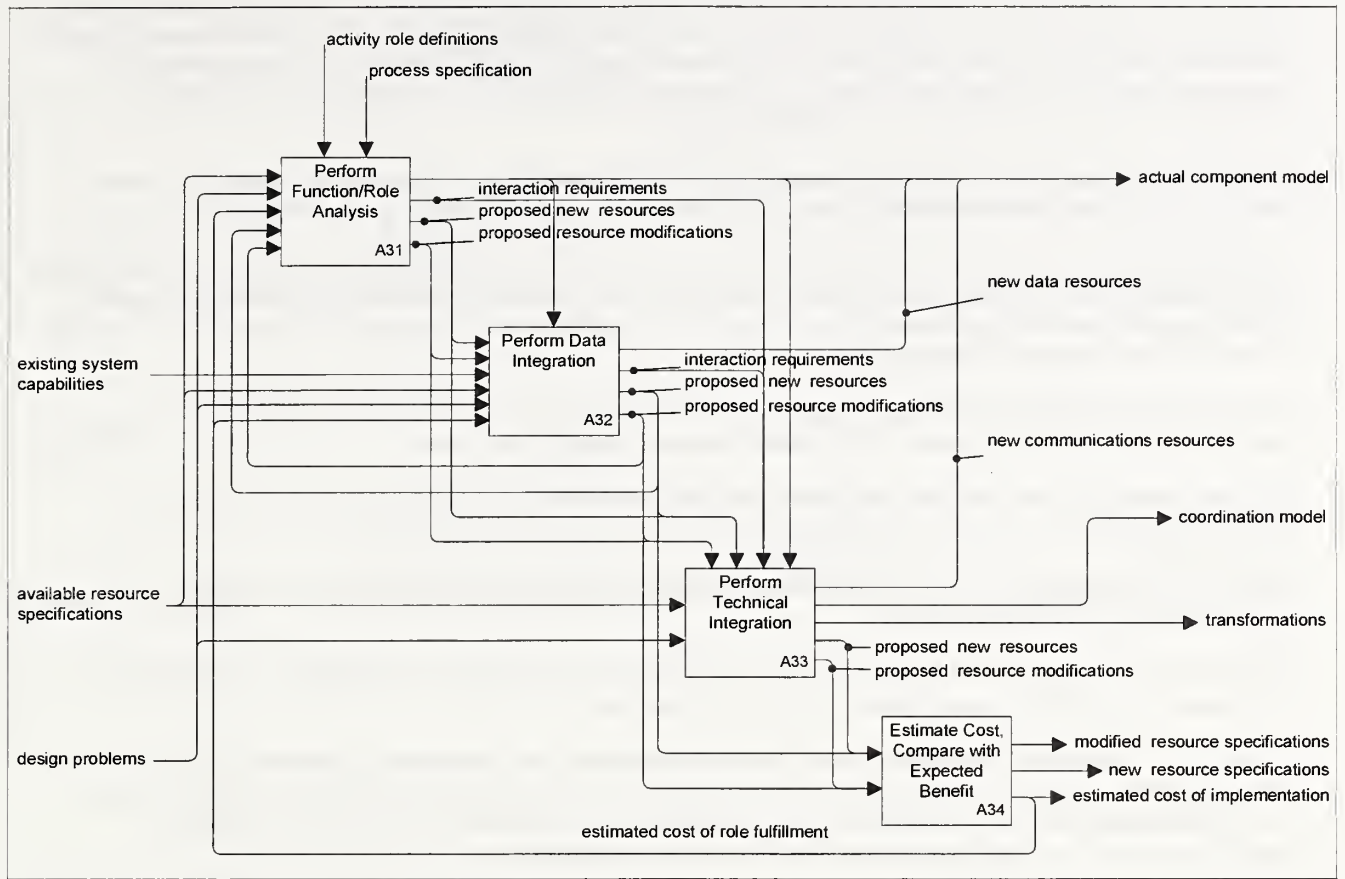 activity role definitions
process specification
Perform
Function/Role
Analysis
A31
actual component model
interaction requirements
proposed new resources
proposed resource modifications
new data resources
Perform Data
Integration
A32
existing system
capabilities
interaction requirements
proposed new resources
proposed resource modifications
new communications resources
coordination model
available resource
specifications
Perform
Technical
Integration
A33
transformations
proposed new resources
proposed resource modifications
design problems
Estimate Cost,
Compare with
Expected
Benefit
A34
modified resource specifications
new resource specifications
estimated cost of implementation
estimated cost of role fulfillment